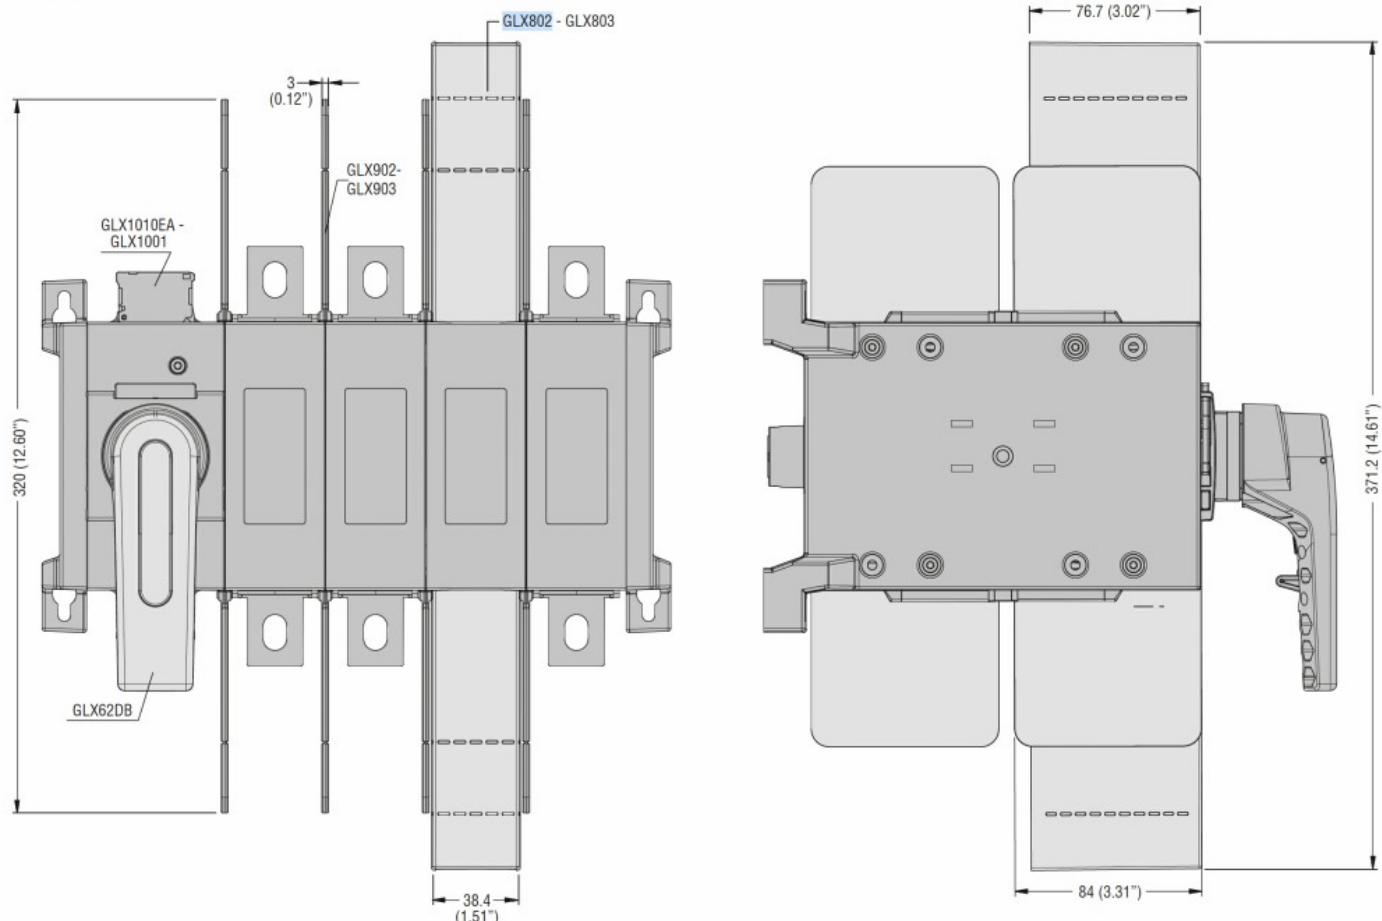 GLX802 - GLX803
76.7 (3.02”)
3
(0.12”)
GLX902-
GLX903
GLX1010EA -
GLX1001
320 (12.60”)
371.2 (14.61”)
GLX62DB
38.4
(1.51”)
84 (3.31”)